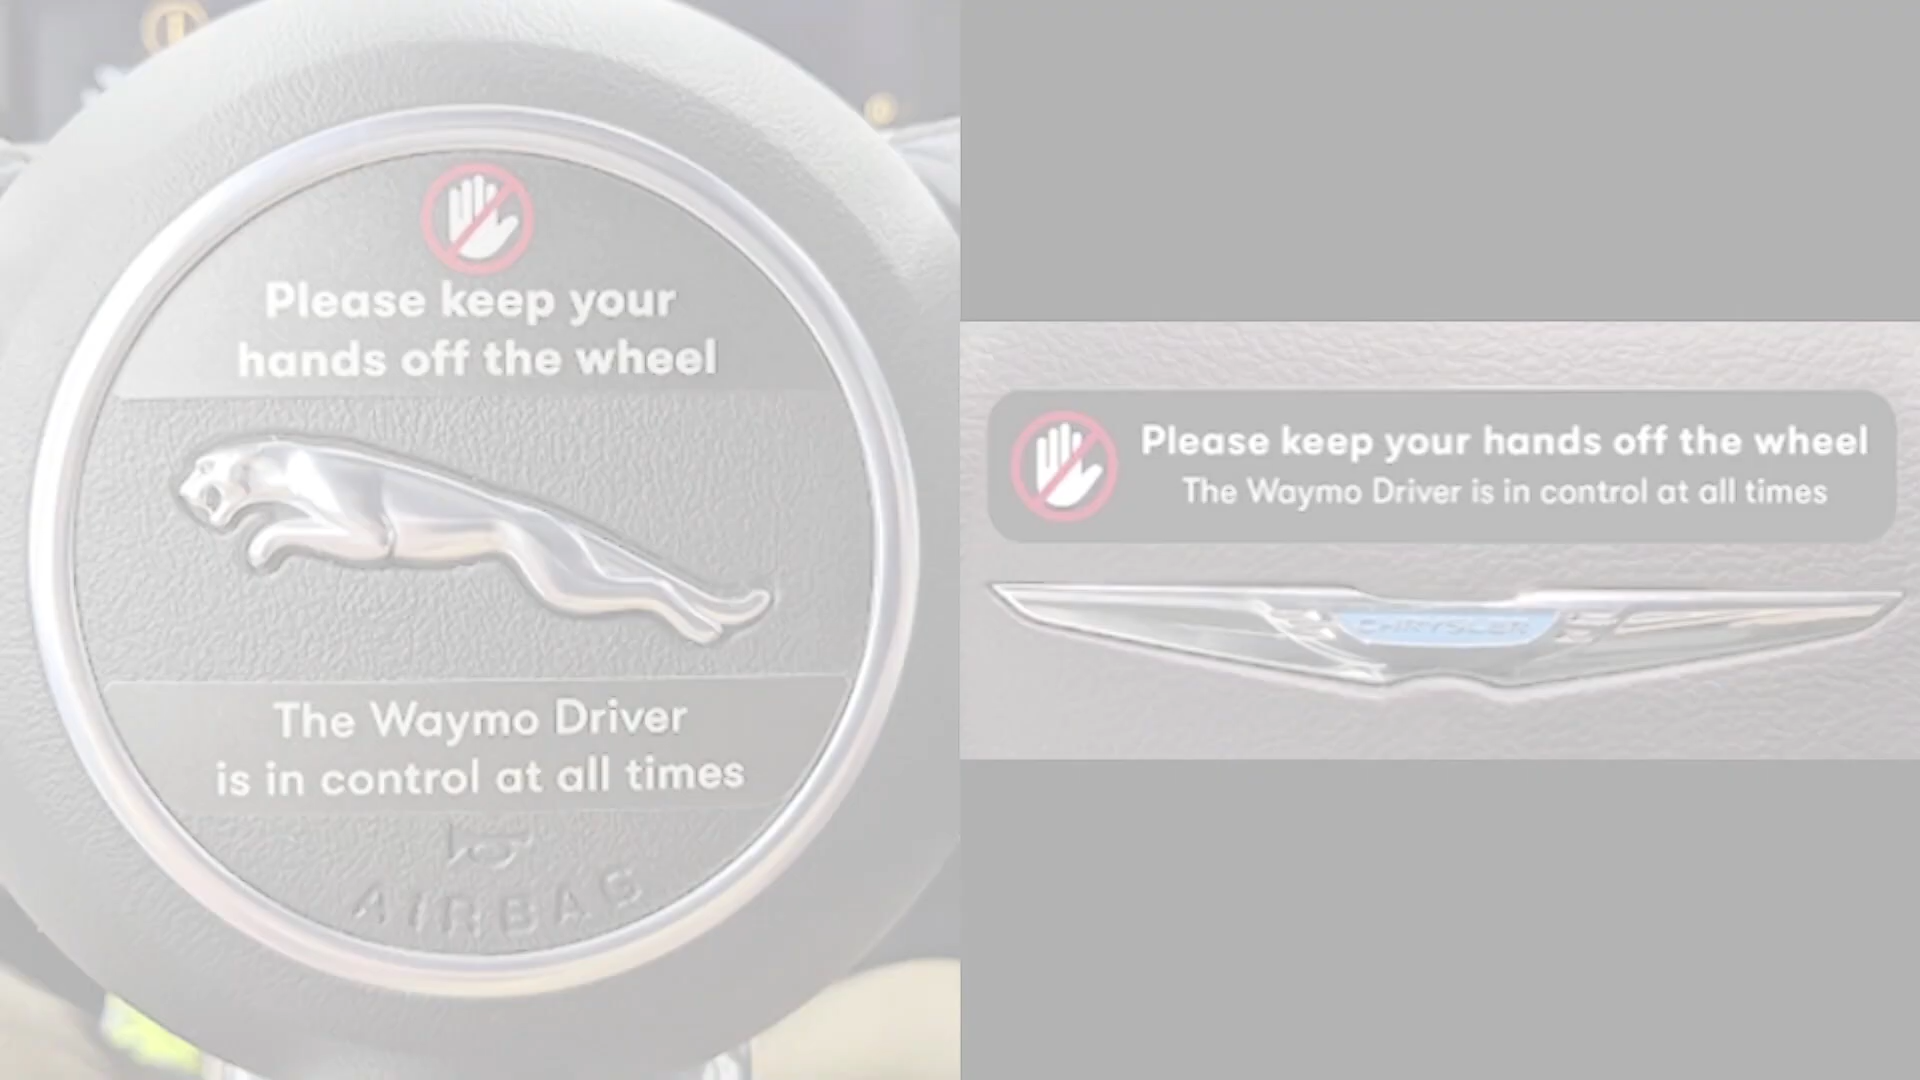 Please keep your
hands off the wheel
The Waymo Driver
is in control at all times
AIRBAG
Please keep your hands off the wheel
The Waymo Driver is in control at all times
CHRYSLER